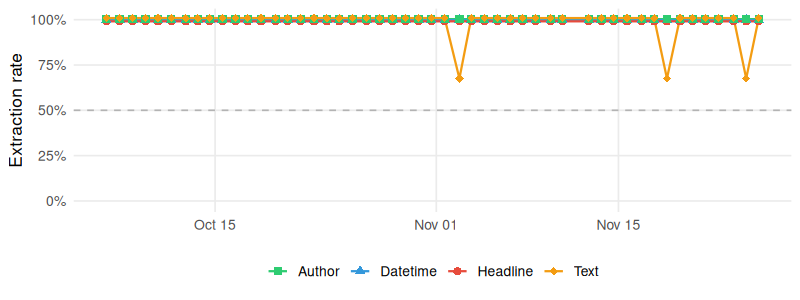 Extraction rate
100%
75%
50%
25%
0%
Oct 15 Nov 01 Nov 15
Author Datetime Headline Text